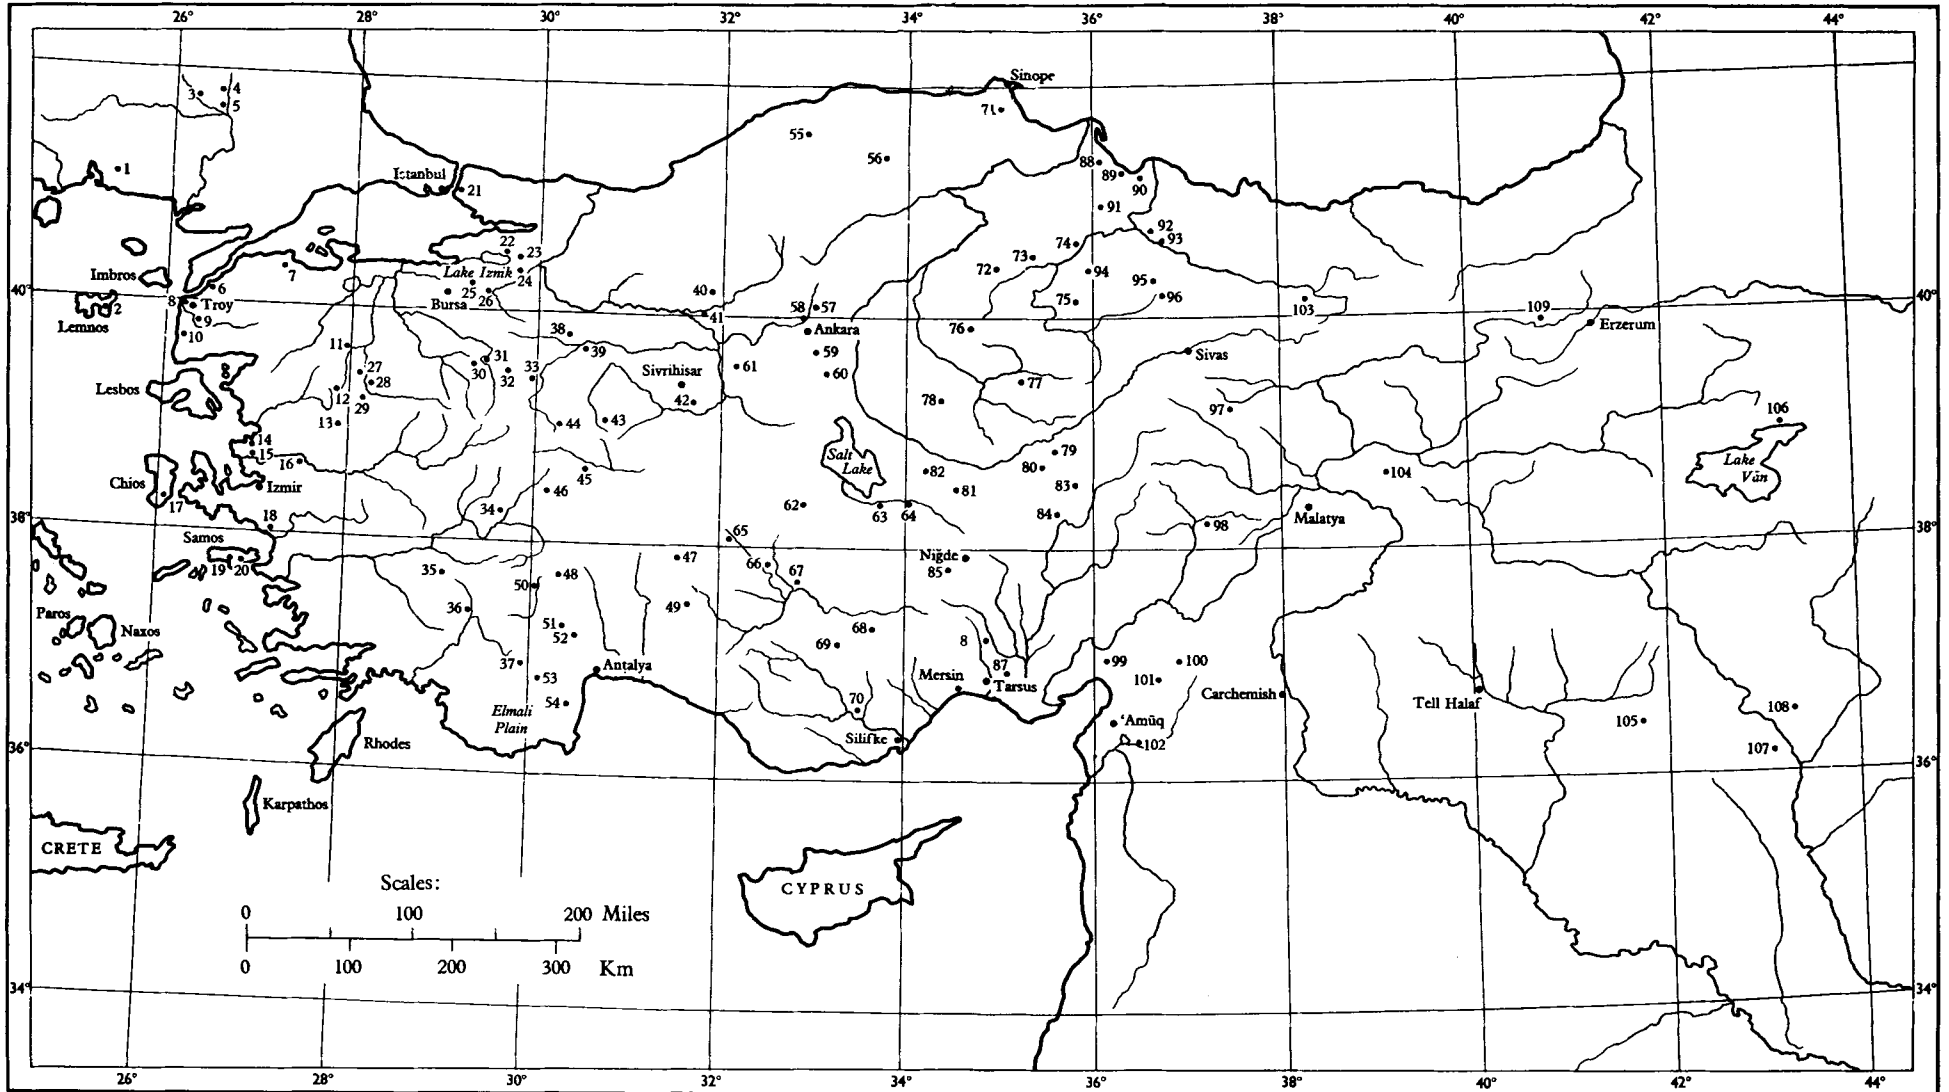 26° 28° 30° 32° 34° 36° 38° 40° 42° 44°
Sinope
3 4
5
71
55
56
1
88
89
90
Istanbul
21
91
92
93
74
22
23
73
72
94
7
Lake Iznik
24
Imbros
6
25
26
40
95
96
75
40°
8
Troy
Bursa
58 57
103
109
40°
2
Lemnos
9
41
Ankara
76
Erzerum
10
38
11
39
59
Sivas
31
30
32
33
61
60
27
28
Sivrihisar
77
Lesbos
12
29
42
78
97
106
13
44
43
14
15
16
Salt
Lake
79
80
82
104
Lake
Vàn
45
Chios
Izmir
46
81
83
17
34
62
63 64
84
98
Malatya
38°
18
38°
Samos
65
47
66
Niğde
85
19 20
35
48
67
50
36
49
Paros
Naxos
51
52
68
8
69
37
Antalya
87
99
100
53
Mersin
Tarsus
101
Carchemish
Tell Halaf
54
70
Elmali
Plain
'Amūq
108
105
Rhodes
Silifke
102
107
36°
36°
Karpathos
CRETE
CYPRUS
Scales:
0 100 200 Miles
0 100 200 300 Km
34°
34°
26° 28° 30° 32° 34° 36° 38° 40° 42° 44°